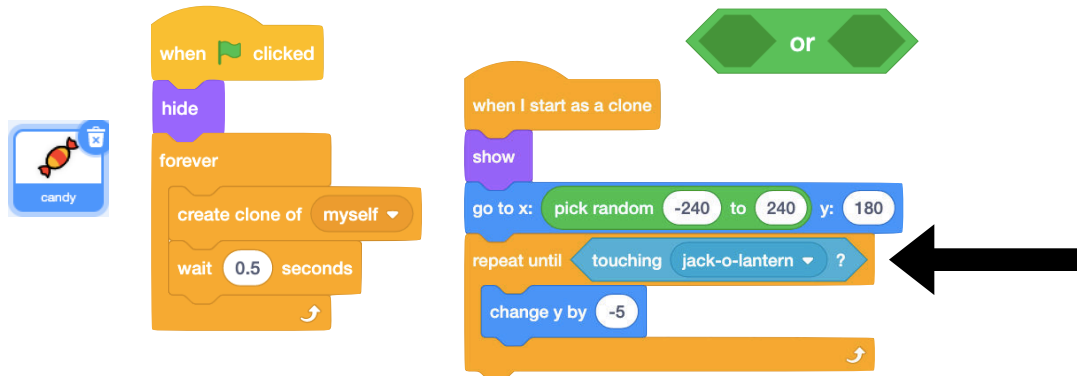 candy
when clicked
hide
forever
create clone of myself
wait 0.5 seconds
or
when I start as a clone
show
go to x: pick random -240 to 240 y: 180
repeat until touching jack-o-lantern ?
change y by -5